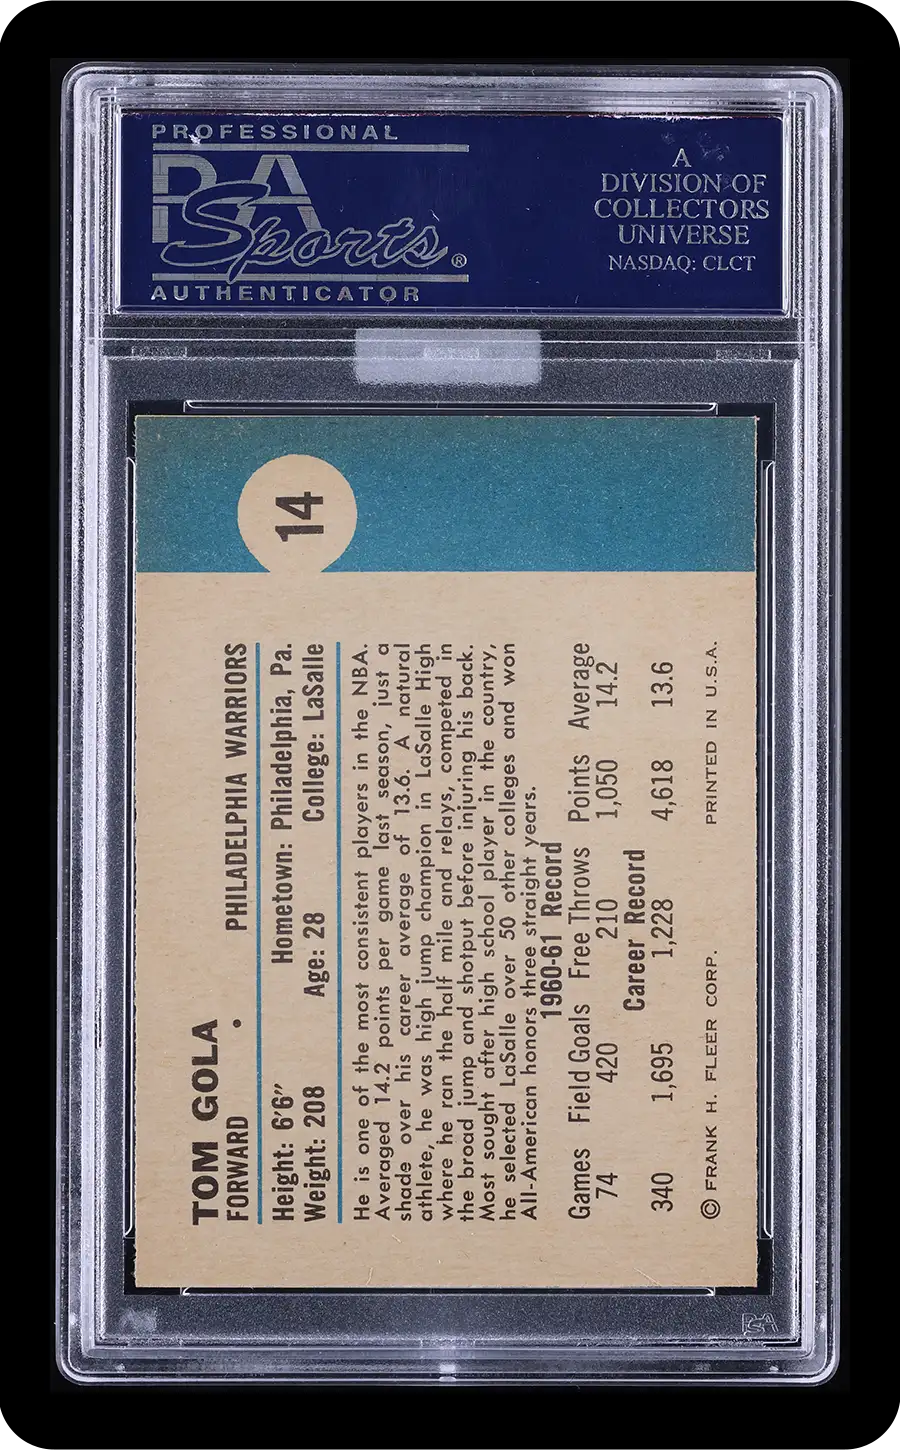 PROFESSIONAL
PSA
Sports®
AUTHENTICATOR
A
DIVISION OF
COLLECTORS
UNIVERSE
NASDAQ: CLCT
14
TOM GOLA
FORWARD • PHILADELPHIA WARRIORS
Height: 6'6" Hometown: Philadelphia, Pa.
Weight: 208 Age: 28 College: LaSalle
He is one of the most consistent players in the NBA.
Averaged 14.2 points per game last season, just a
shade over his career average of 13.6. A natural
athlete, he was high jump champion in LaSalle High
where he ran the half mile and relays, competed in
the broad jump and shotput before injuring his back.
Most sought after high school player in the country,
he selected LaSalle over 50 other colleges and won
All-American honors three straight years.
1960-61 Record
Games Field Goals Free Throws Points Average
74 420 210 1,050 14.2
Career Record
340 1,695 1,228 4,618 13.6
© FRANK H. FLEER CORP. PRINTED IN U.S.A.
PSA